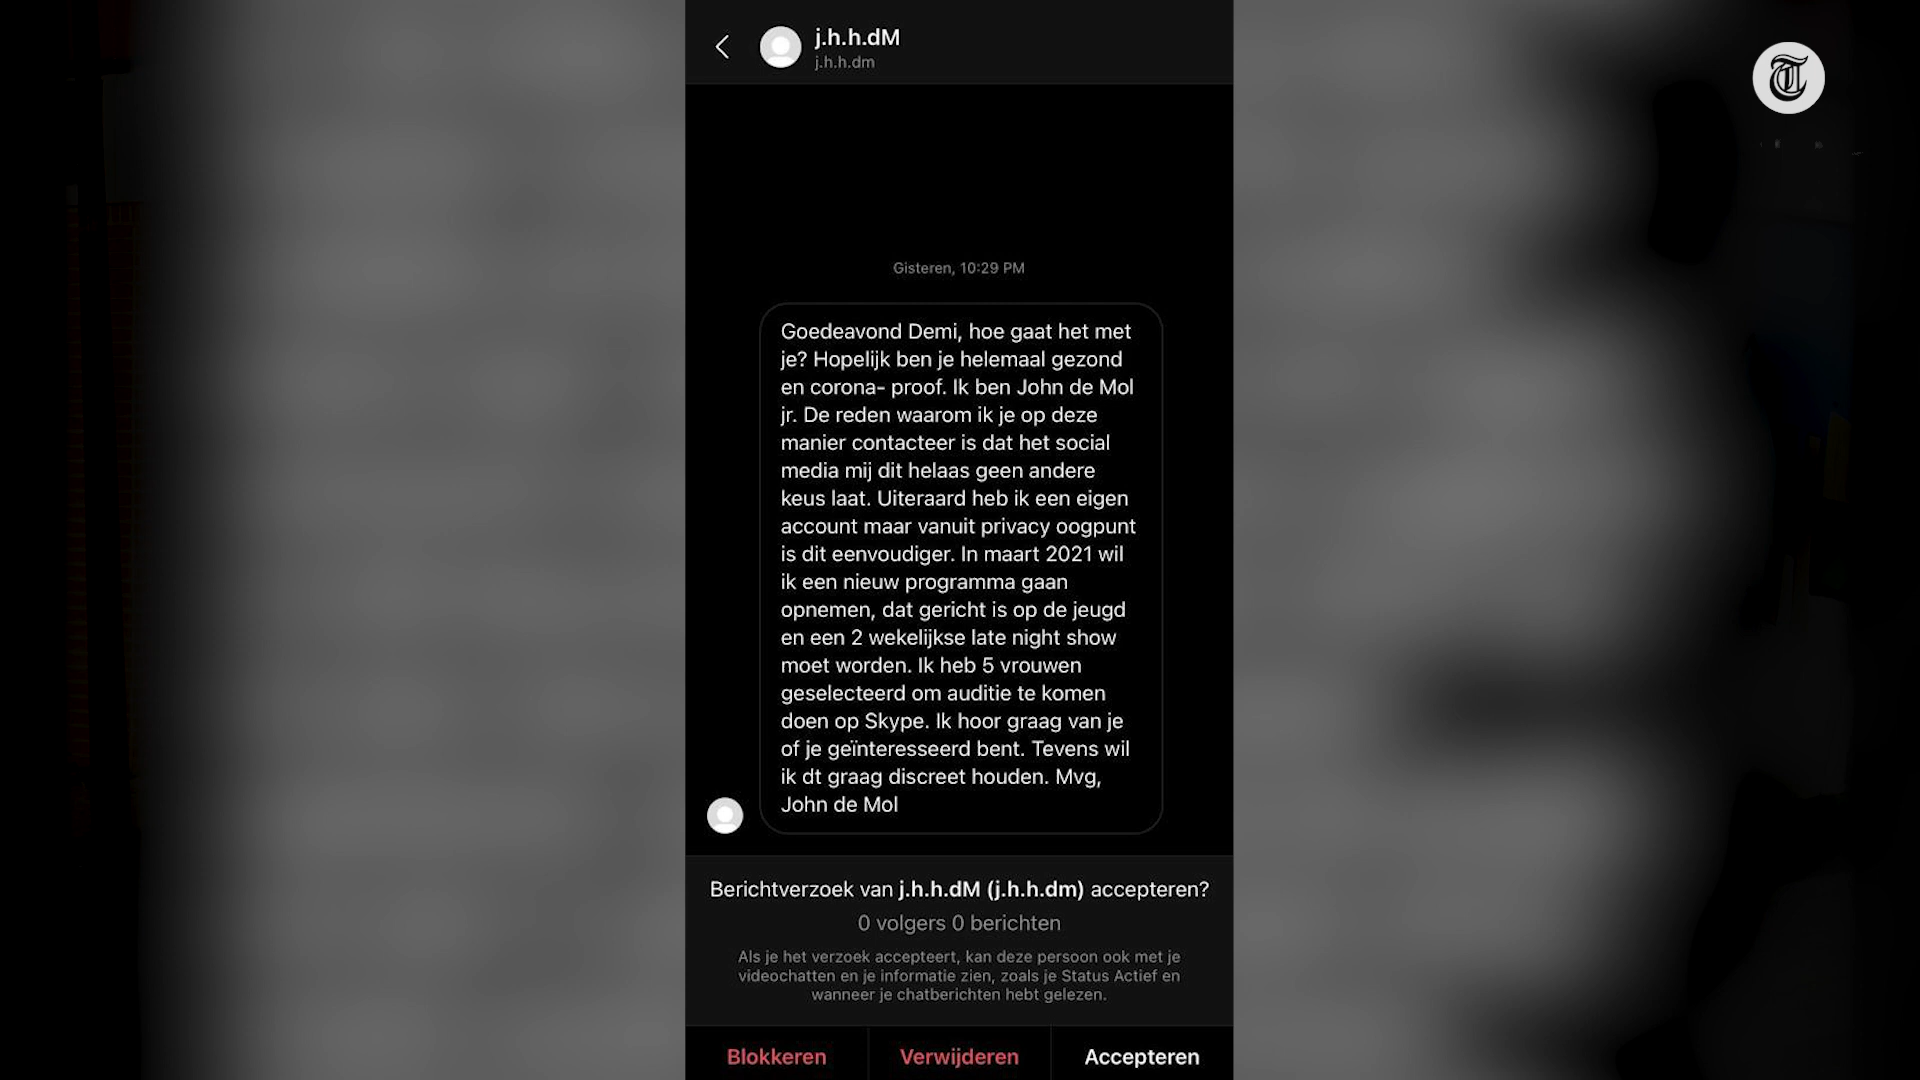 j.h.h.dM
j.h.h.dm
Gisteren, 10:29 PM
Goedeavond Demi, hoe gaat het met
je? Hopelijk ben je helemaal gezond
en corona- proof. Ik ben John de Mol
jr. De reden waarom ik je op deze
manier contacteer is dat het social
media mij dit helaas geen andere
keus laat. Uiteraard heb ik een eigen
account maar vanuit privacy oogpunt
is dit eenvoudiger. In maart 2021 wil
ik een nieuw programma gaan
opnemen, dat gericht is op de jeugd
en een 2 wekelijkse late night show
moet worden. Ik heb 5 vrouwen
geselecteerd om auditie te komen
doen op Skype. Ik hoor graag van je
of je geïnteresseerd bent. Tevens wil
ik dt graag discreet houden. Mvg,
John de Mol
Berichtverzoek van j.h.h.dM (j.h.h.dm) accepteren?
0 volgers 0 berichten
Als je het verzoek accepteert, kan deze persoon ook met je
videochatten en je informatie zien, zoals je Status Actief en
wanneer je chatberichten hebt gelezen.
Blokkeren Verwijderen Accepteren
T